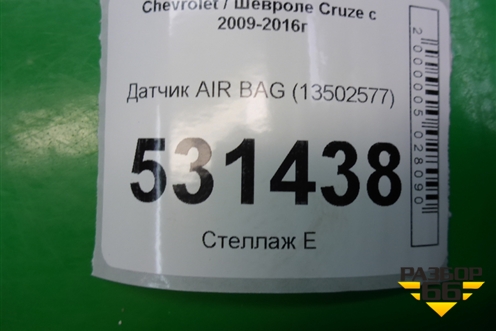 Chevrolet / Шевроле Cruze с
2009-2016г
Датчик AIR BAG (13502577)
531438
Стеллаж Е
2000005028090
РАЗБОР
66